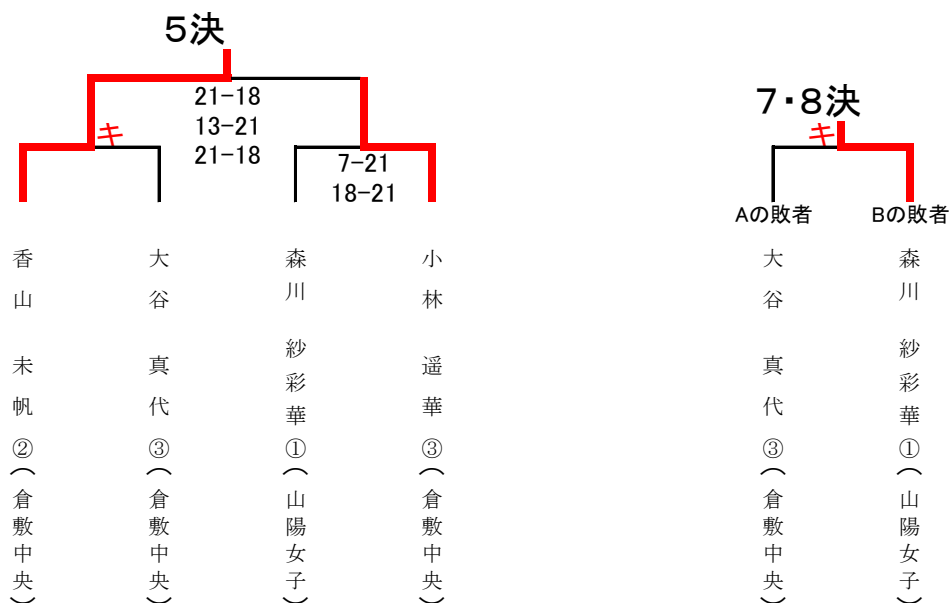 5決
21-18
13-21
21-18
キ
7-21
18-21
香山 未帆②(倉敷中央)
大谷 真代③(倉敷中央)
森川 紗彩華①(山陽女子)
小林 遥華③(倉敷中央)
7・8決
キ
Aの敗者
Bの敗者
大谷 真代③(倉敷中央)
森川 紗彩華①(山陽女子)